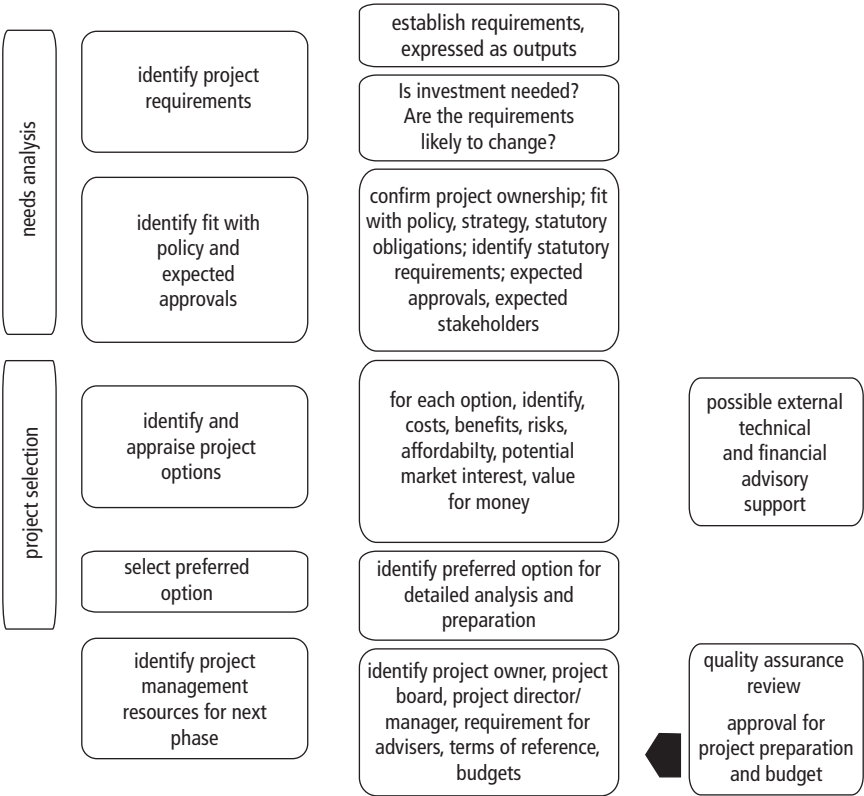 needs analysis
identify project
requirements
establish requirements,
expressed as outputs
Is investment needed?
Are the requirements
likely to change?
identify fit with
policy and
expected
approvals
confirm project ownership; fit
with policy, strategy, statutory
obligations; identify statutory
requirements; expected
approvals, expected
stakeholders
project selection
identify and
appraise project
options
for each option, identify,
costs, benefits, risks,
affordabilty, potential
market interest, value
for money
possible external
technical
and financial
advisory
support
select preferred
option
identify preferred option for
detailed analysis and
preparation
identify project
management
resources for next
phase
identify project owner, project
board, project director/
manager, requirement for
advisers, terms of reference,
budgets
quality assurance
review
approval for
project preparation
and budget